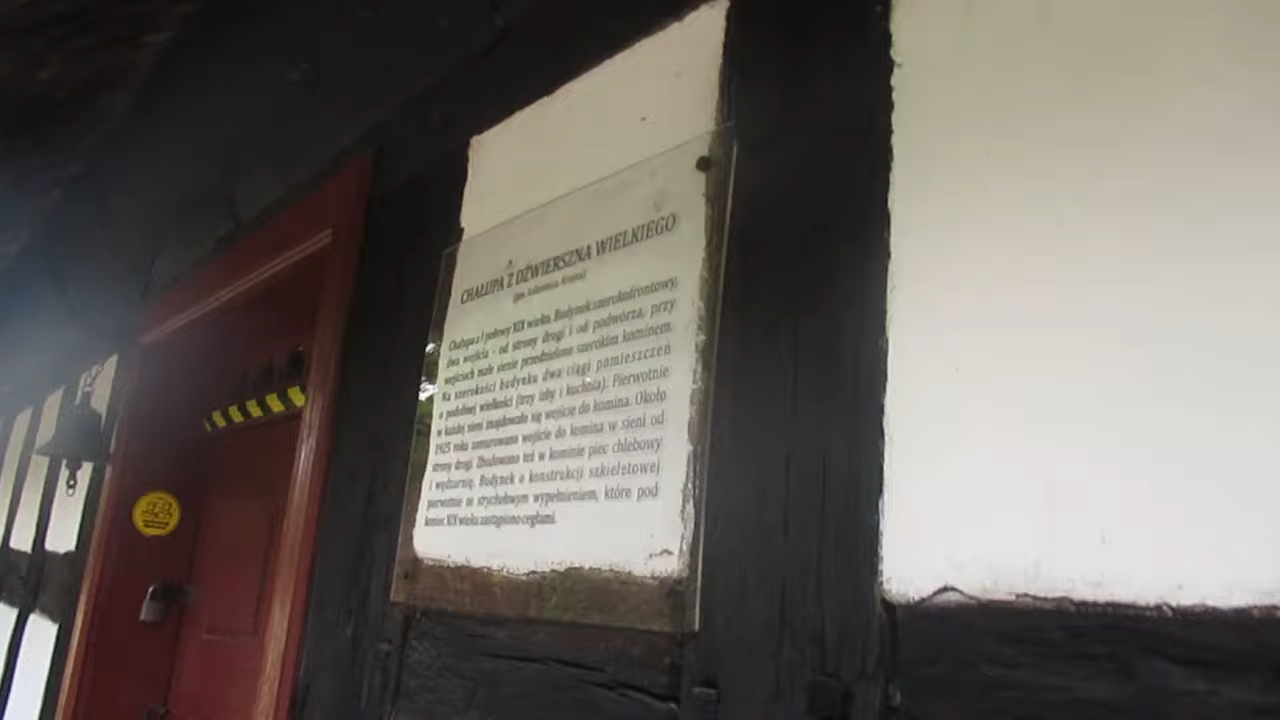 CHAŁUPA Z DŹWIERSZNA WIELKIEGO
Chałupa z I połowy XIX wieku. Budynek szerokofrontowy,
dwa wejścia - od strony drogi i od podwórza, przy
wejściach małe sienie przedzielone szerokim kominem.
Na szerokości budynku dwa ciągi pomieszczeń
o podobnej wielkości (trzy izby i kuchnia). Pierwotnie
w każdej sieni znajdowało się wejście do komina. Około
1925 roku zamurowano wejście do komina w sieni od
strony drogi. Zbudowano też w kominie piec chlebowy
i wędzarnię. Budynek o konstrukcji szkieletowej
pierwotnie ze strychołowym wypełnieniem, które pod
koniec XIX wieku zastąpiono cegłami.